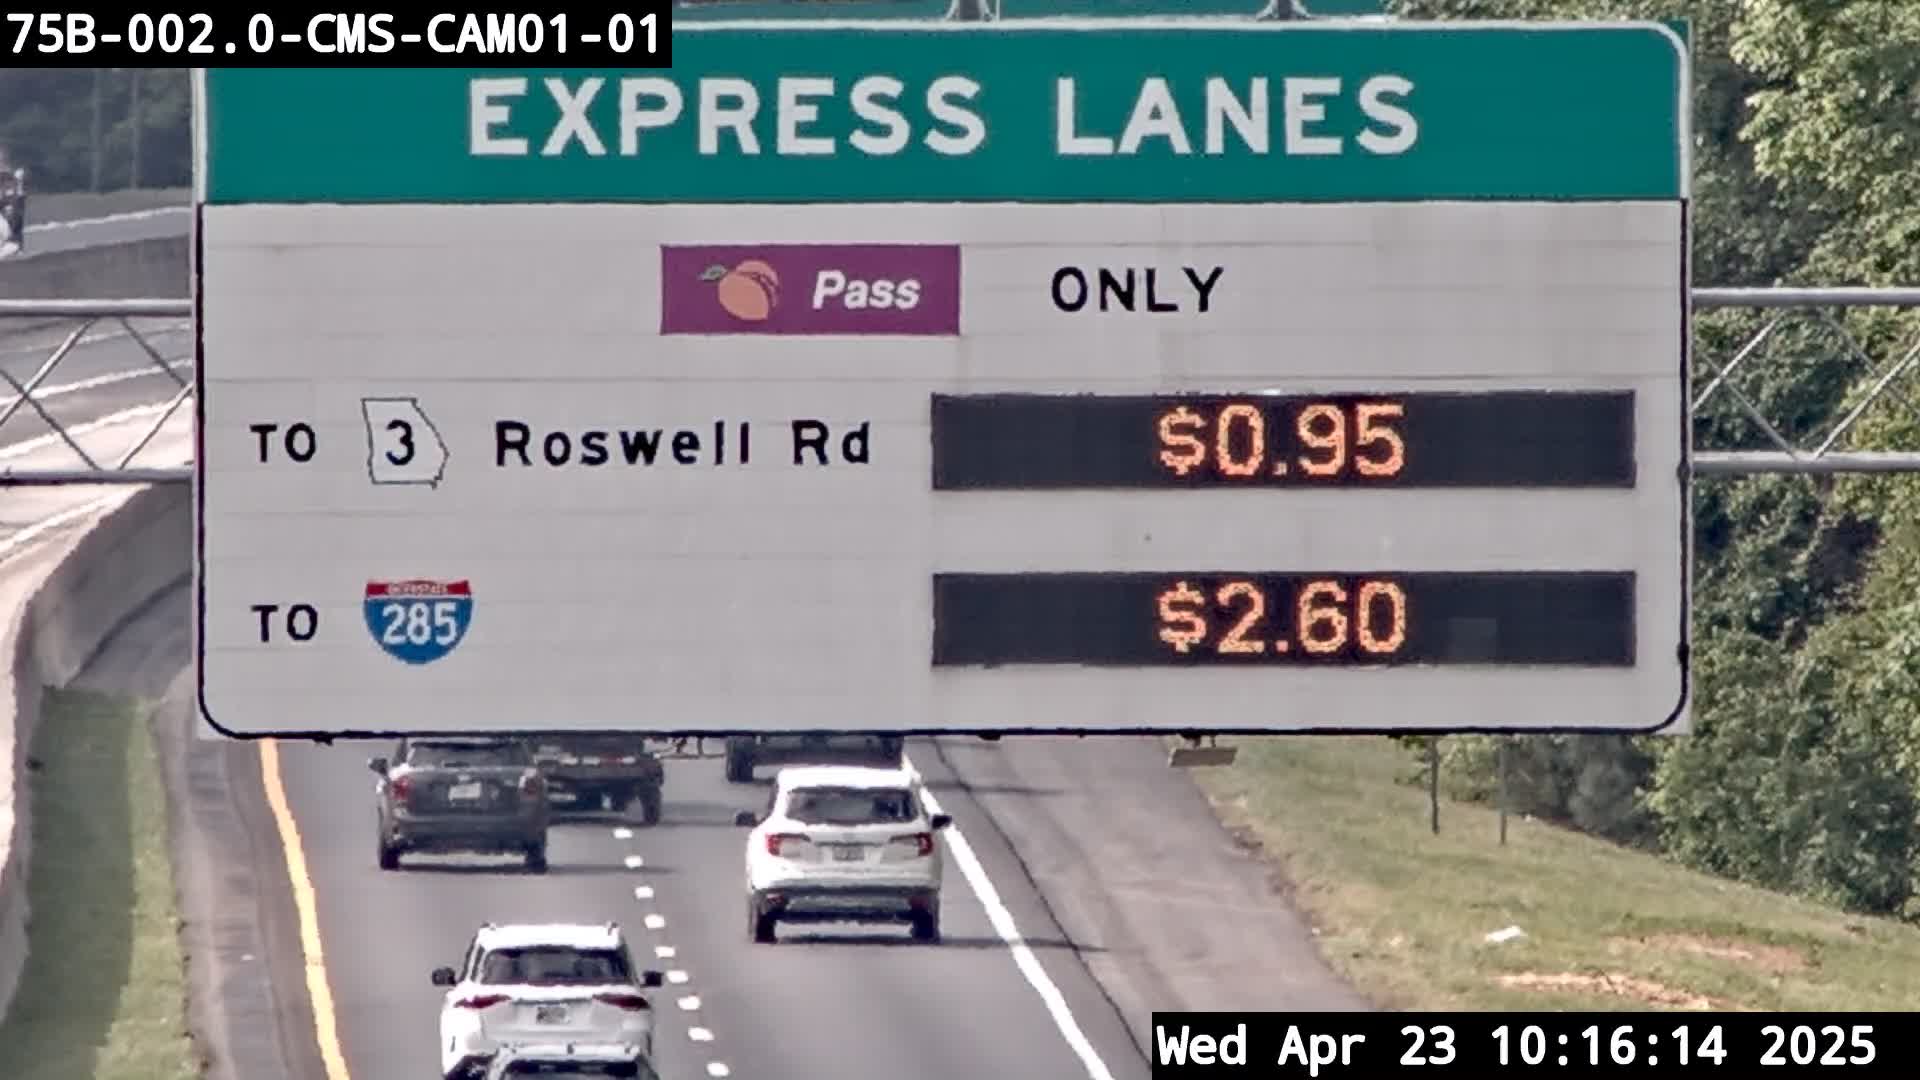 75B-002.0-CMS-CAM01-01
EXPRESS LANES
Pass ONLY
TO 3 Roswell Rd $0.95
INTERSTATE
TO 285 $2.60
Wed Apr 23 10:16:14 2025